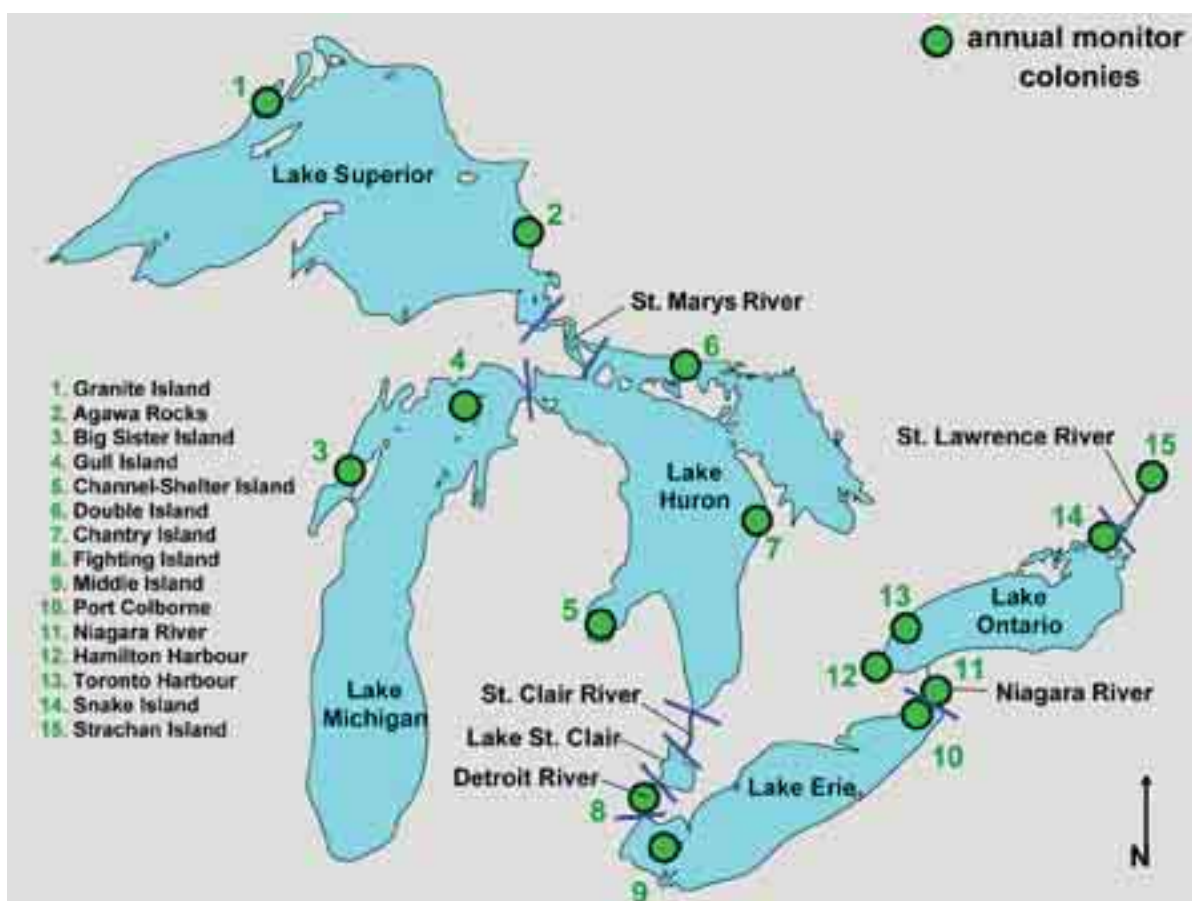 annual monitor
colonies
1
Lake Superior
2
St. Marys River
6
4
1. Granite Island
2. Agawa Rocks
3. Big Sister Island
4. Gull Island
5. Channel-Shelter Island
6. Double Island
7. Chantry Island
8. Fighting Island
9. Middle Island
10. Port Colborne
11. Niagara River
12. Hamilton Harbour
13. Toronto Harbour
14. Snake Island
15. Strachan Island
3
Lake
Huron
7
5
St. Lawrence River
15
14
13
Lake
Ontario
12
11
Niagara River
10
Lake
Michigan
St. Clair River
Lake St. Clair
Detroit River
8
Lake Erie
9
N